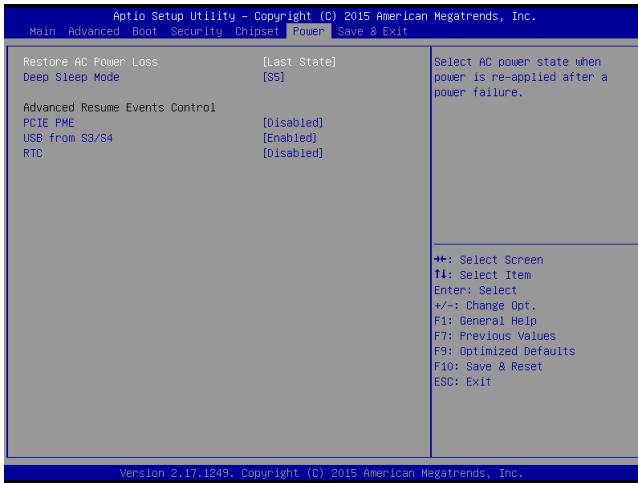 Aptio Setup Utility – Copyright (C) 2015 American Megatrends, Inc.
Main Advanced Boot Security Chipset Power Save & Exit
Restore AC Power Loss [Last State]
Deep Sleep Mode [S5]
Advanced Resume Events Control
PCIE PME [Disabled]
USB from S3/S4 [Enabled]
RTC [Disabled]
Select AC power state when
power is re-applied after a
power failure.
→←: Select Screen
↑↓: Select Item
Enter: Select
+/-: Change Opt.
F1: General Help
F7: Previous Values
F9: Optimized Defaults
F10: Save & Reset
ESC: Exit
Version 2.17.1249. Copyright (C) 2015 American Megatrends, Inc.